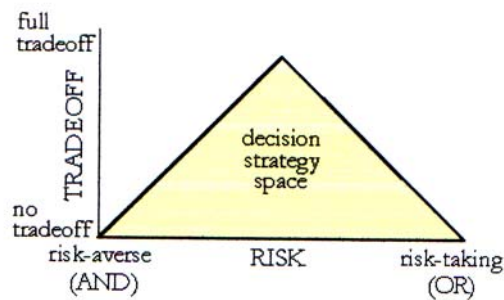 full
tradeoff
TRADEOFF
decision
strategy
space
no
tradeoff
risk-averse
(AND)
RISK
risk-taking
(OR)